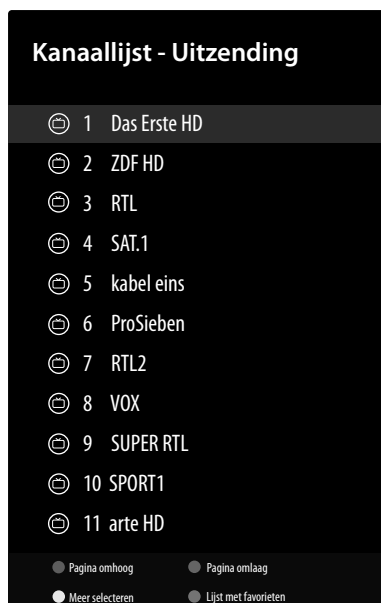 Kanaallijst - Uitzending
1 Das Erste HD
2 ZDF HD
3 RTL
4 SAT.1
5 kabel eins
6 ProSieben
7 RTL2
8 VOX
9 SUPER RTL
10 SPORT1
11 arte HD
Pagina omhoog Pagina omlaag
Meer selecteren Lijst met favorieten